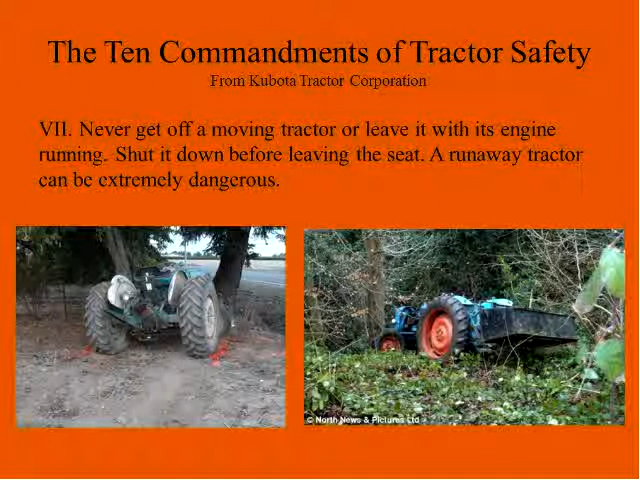 The Ten Commandments of Tractor Safety
From Kubota Tractor Corporation
VII. Never get off a moving tractor or leave it with its engine
running. Shut it down before leaving the seat. A runaway tractor
can be extremely dangerous.
© North News & Pictures Ltd